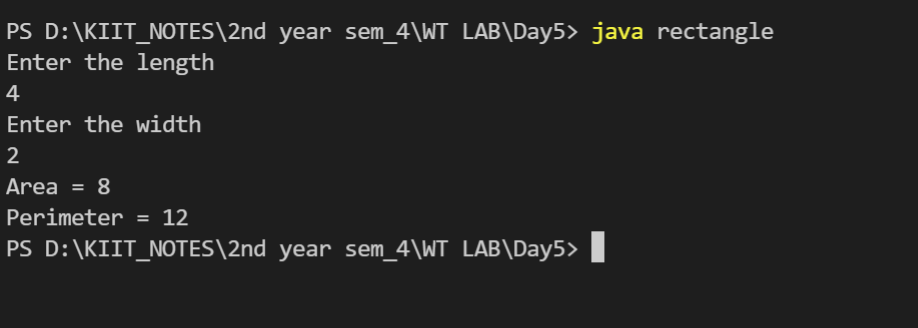 PS D:\KIIT_NOTES\2nd year sem_4\WT LAB\Day5> java rectangle
Enter the length
4
Enter the width
2
Area = 8
Perimeter = 12
PS D:\KIIT_NOTES\2nd year sem_4\WT LAB\Day5>